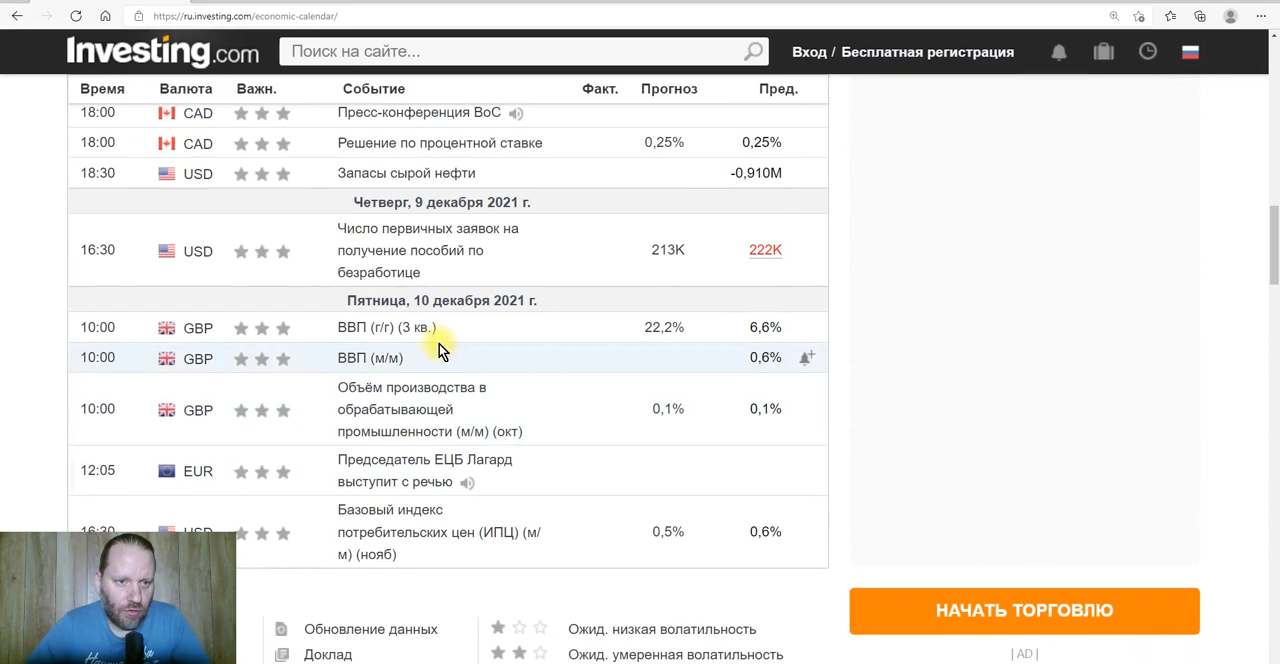 https://ru.investing.com/economic-calendar/
Investing.com
Поиск на сайте...
Вход / Бесплатная регистрация
Время Валюта Важн. Событие Факт. Прогноз Пред.
18:00 CAD Пресс-конференция BoC
18:00 CAD Решение по процентной ставке 0,25% 0,25%
18:30 USD Запасы сырой нефти -0,910M
Четверг, 9 декабря 2021 г.
Число первичных заявок на
16:30 USD получение пособий по 213K 222K
безработице
Пятница, 10 декабря 2021 г.
10:00 GBP ВВП (г/г) (3 кв.) 22,2% 6,6%
10:00 GBP ВВП (м/м) 0,6%
Объём производства в
10:00 GBP обрабатывающей 0,1% 0,1%
промышленности (м/м) (окт)
Председатель ЕЦБ Лагард
12:05 EUR выступит с речью
Базовый индекс
16:30 USD потребительских цен (ИПЦ) (м/ 0,5% 0,6%
м) (нояб)
НАЧАТЬ ТОРГОВЛЮ
Обновление данных Ожид. низкая волатильность
Доклад Ожид. умеренная волатильность
| AD |